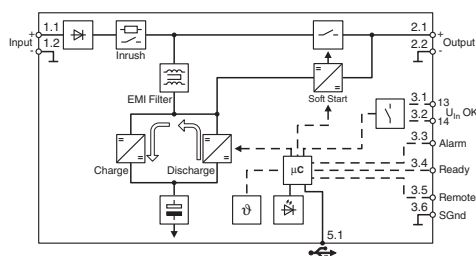 1.1
+
Input
1.2
-
Inrush
EMI Filter
Charge
Discharge
Soft Start
µC
ϑ
2.1
+
Output
2.2
-
3.1
13
U_In OK
3.2
14
3.3
Alarm
3.4
Ready
3.5
Remote
3.6
SGnd
5.1